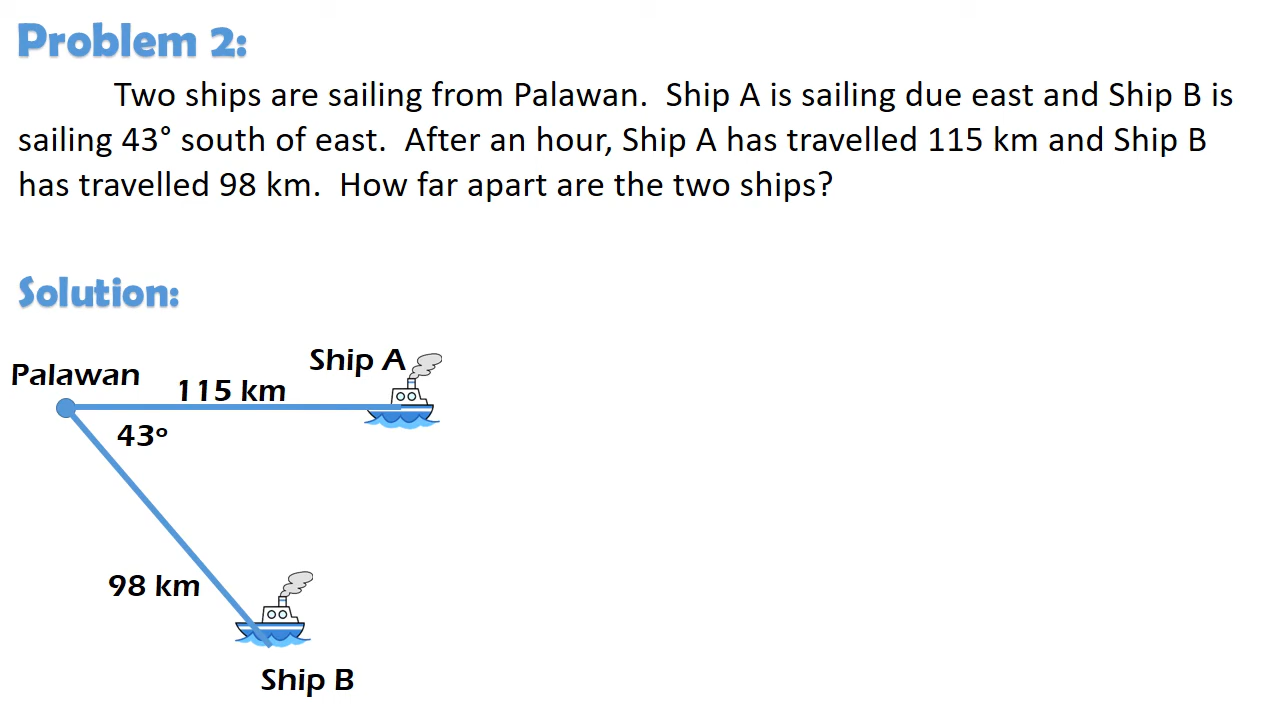 Problem 2:
Two ships are sailing from Palawan.  Ship A is sailing due east and Ship B is
sailing 43° south of east.  After an hour, Ship A has travelled 115 km and Ship B
has travelled 98 km.  How far apart are the two ships?
Solution:
Ship A
Palawan
115 km
43°
98 km
Ship B